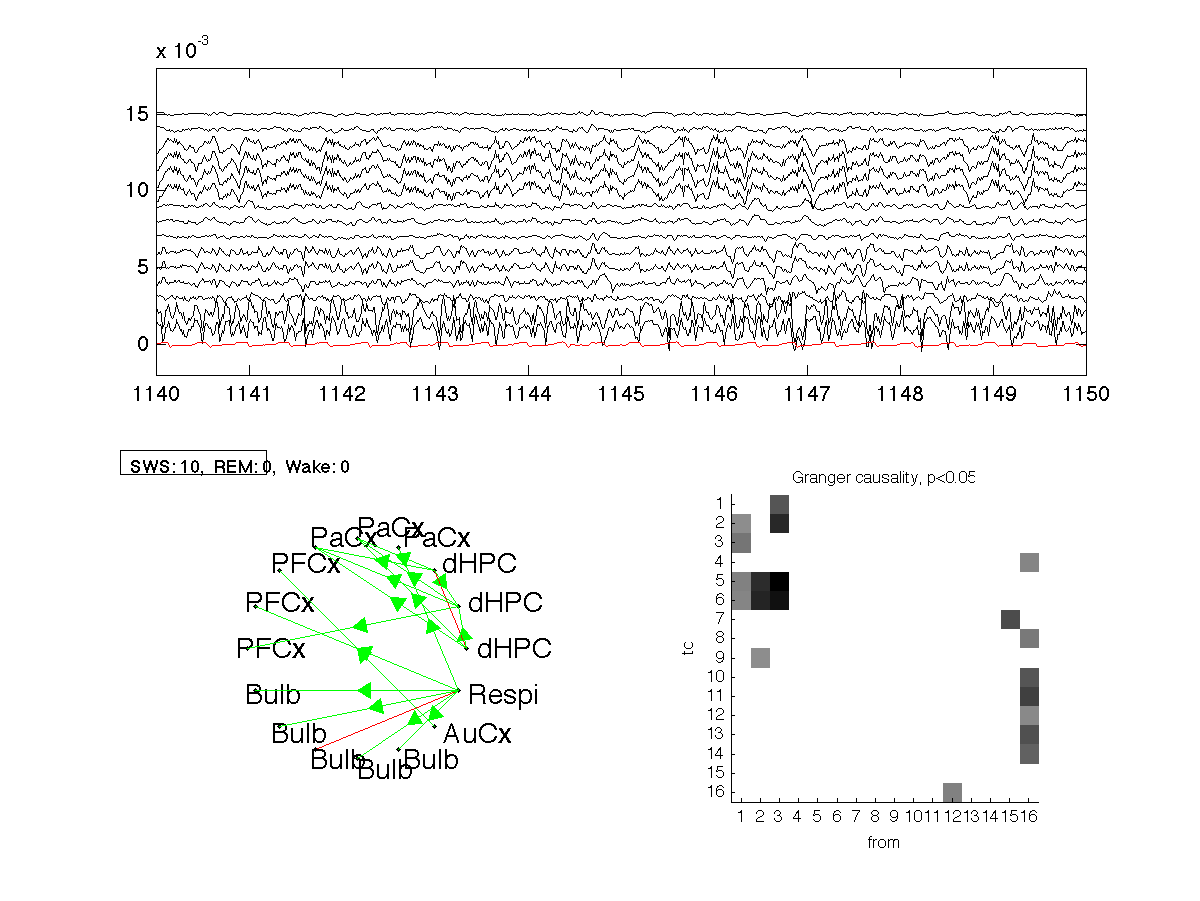 x 10-3
15
10
5
0
1140 1141 1142 1143 1144 1145 1146 1147 1148 1149 1150
SWS:10, REM:0, Wake:0
Granger causality, p<0.05
PaCx
PaCx PaCx
PFCx dHPC
PFCx dHPC
PFCx dHPC
Bulb Respi
Bulb AuCx
Bulb Bulb
Bulb
1
2
3
4
5
6
7
8
9
10
11
12
13
14
15
16
to
1 2 3 4 5 6 7 8 9 10 11 12 13 14 15 16
from